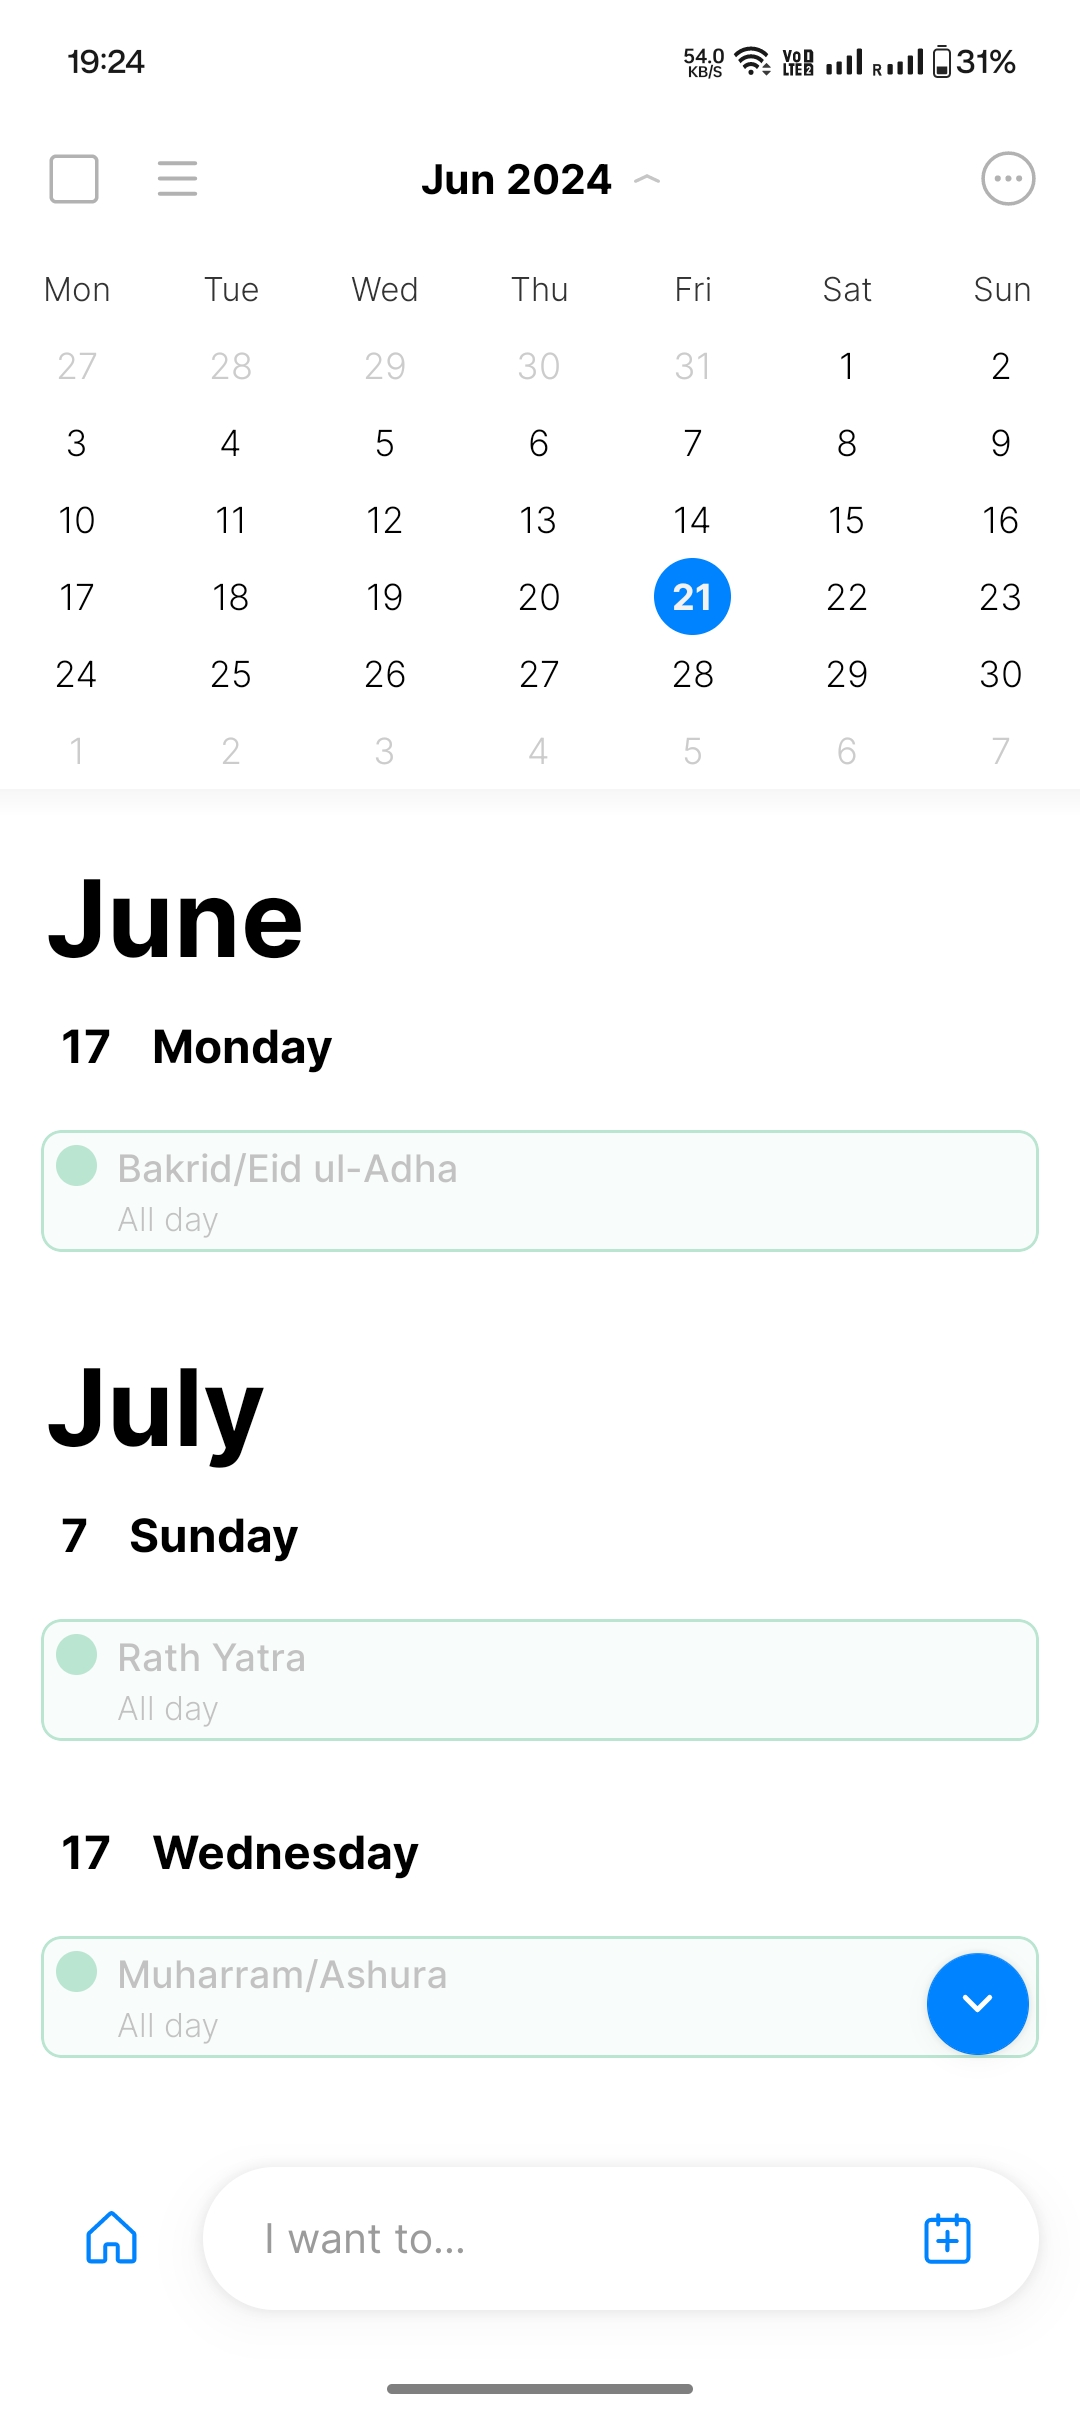 19:24
54.0 KB/S VoD LTE2 R 31%
Jun 2024
Mon Tue Wed Thu Fri Sat Sun
27 28 29 30 31 1 2
3 4 5 6 7 8 9
10 11 12 13 14 15 16
17 18 19 20 21 22 23
24 25 26 27 28 29 30
1 2 3 4 5 6 7
June
17 Monday
Bakrid/Eid ul-Adha
All day
July
7 Sunday
Rath Yatra
All day
17 Wednesday
Muharram/Ashura
All day
I want to...